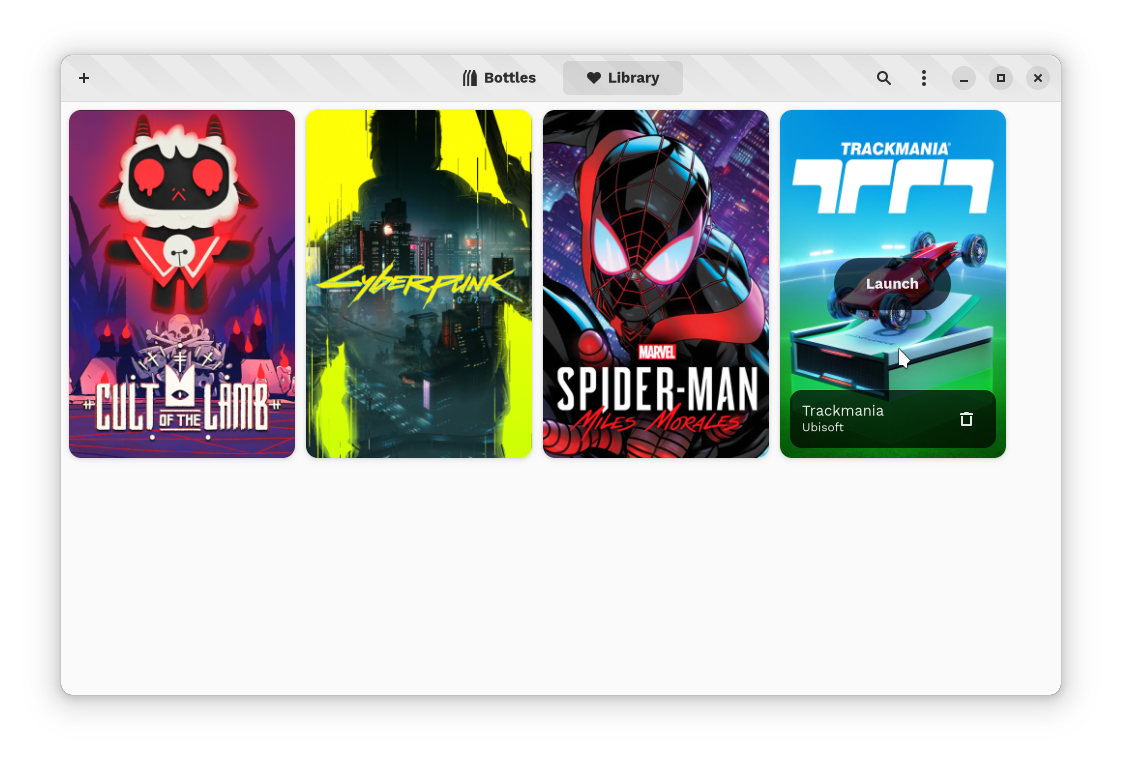 Bottles
Library
CULT
OF THE
LAMB
CYBERPUNK
MARVEL
SPIDER-MAN
MILES MORALES
TRACKMANIA
Launch
Trackmania
Ubisoft